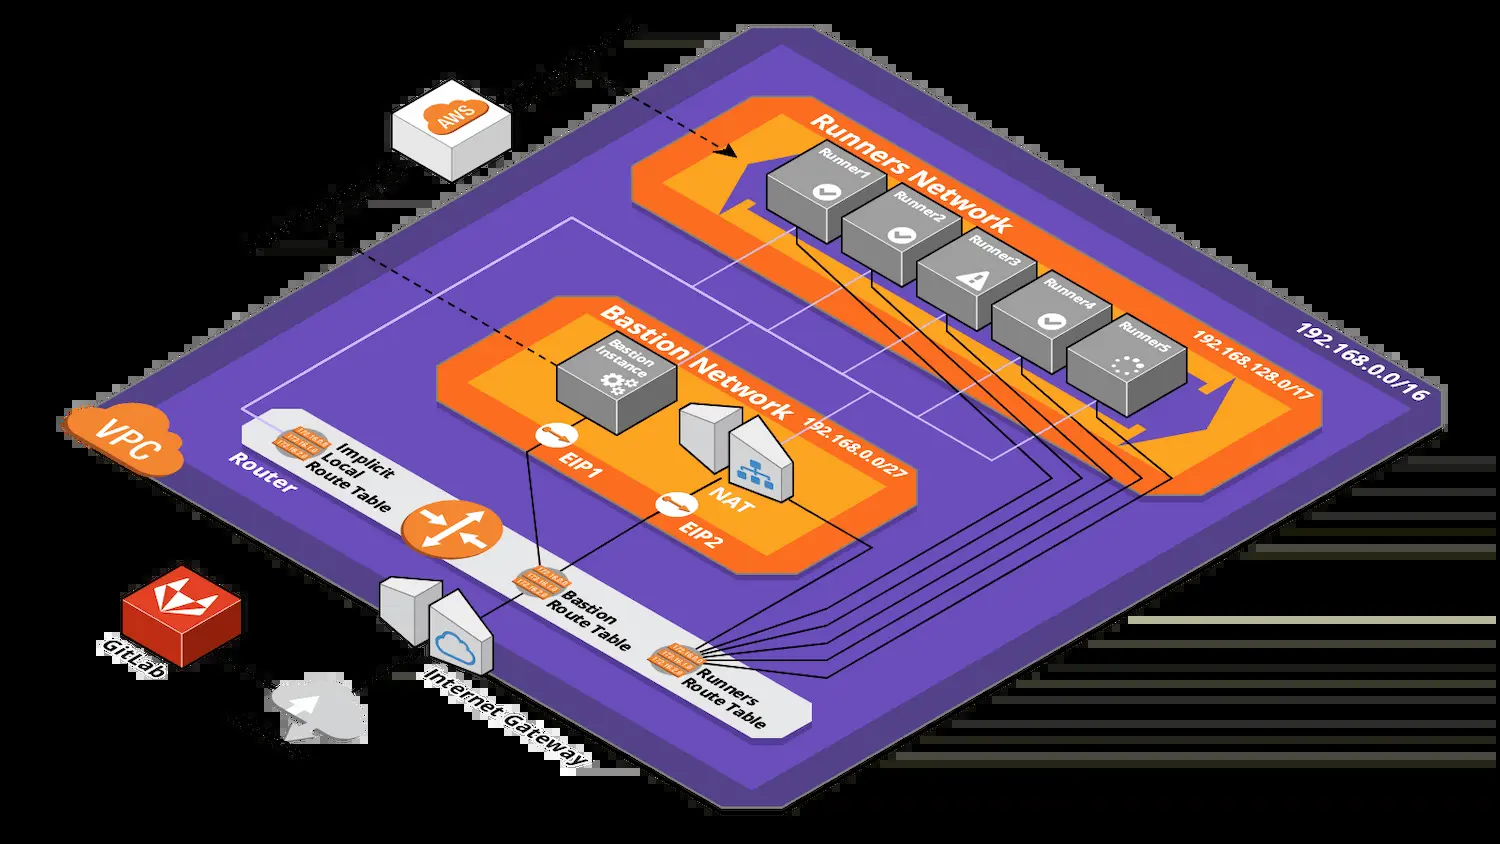 AWS
Runners Network
Runner1
Runner2
Runner3
Runner4
Runner5
192.168.128.0/17
192.168.0.0/16
Bastion Network
Bastion
Instance
192.168.0.0/27
EIP1
NAT
EIP2
VPC
Router
Implicit
Local
Route Table
Bastion
Route Table
Runners
Route Table
GitLab
Internet Gateway